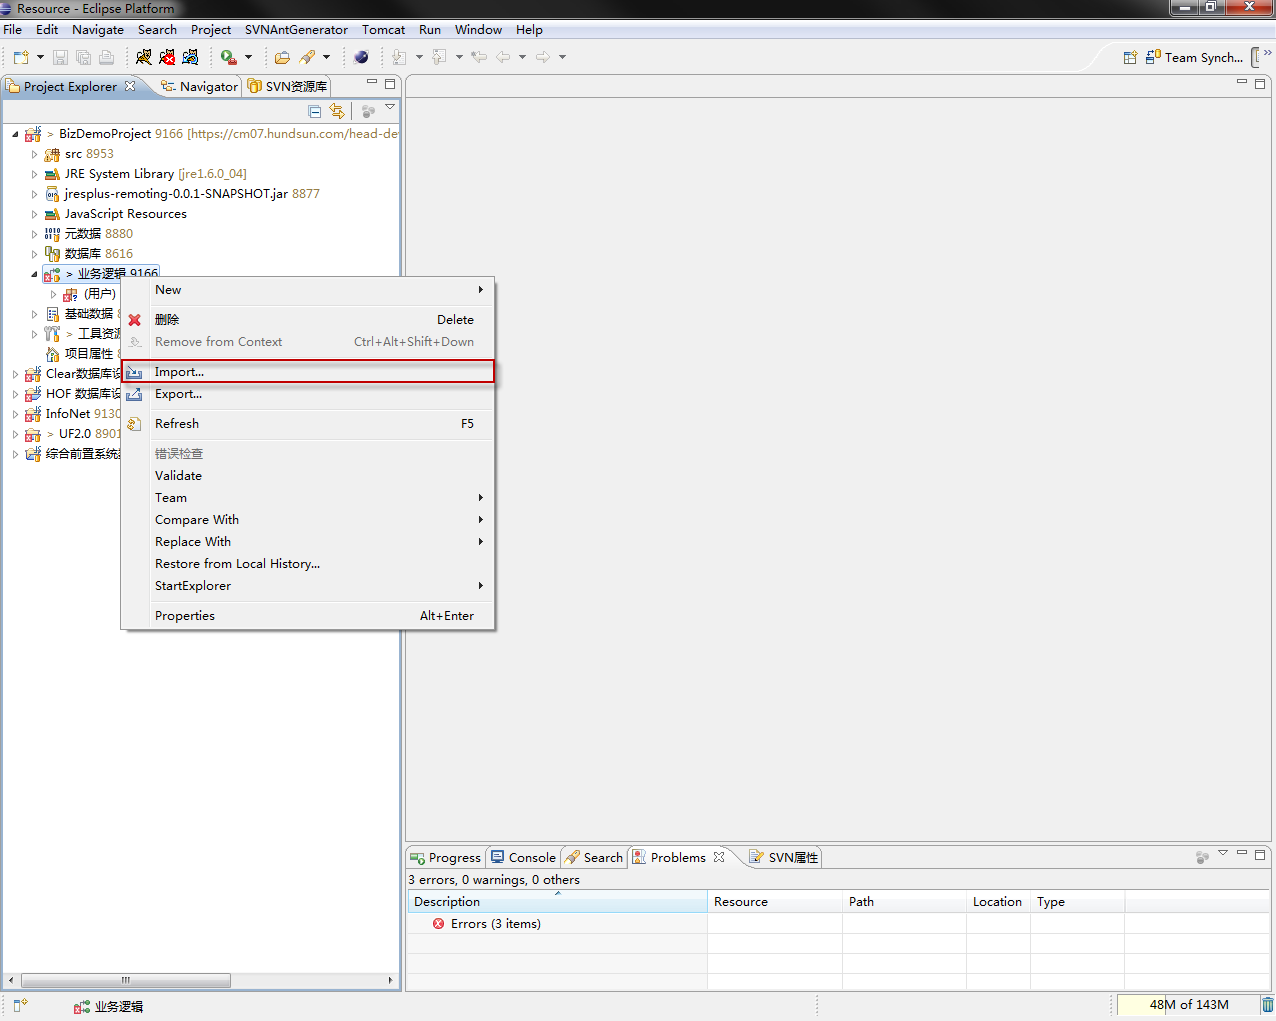 Resource - Eclipse Platform
File Edit Navigate Search Project SVNAntGenerator Tomcat Run Window Help
Team Synch... »
Project Explorer Navigator SVN资源库
> BizDemoProject 9166 [https://cm07.hundsun.com/head-de
src 8953
JRE System Library [jre1.6.0_04]
jresplus-remoting-0.0.1-SNAPSHOT.jar 8877
JavaScript Resources
元数据 8880
数据库 8616
> 业务逻辑 9166
(用户)
基础数据
> 工具资源
项目属性
Clear数据库设
HOF 数据库设
InfoNet 9130
> UF2.0 8901
综合前置系统
New
删除 Delete
Remove from Context Ctrl+Alt+Shift+Down
Import...
Export...
Refresh F5
错误检查
Validate
Team
Compare With
Replace With
Restore from Local History...
StartExplorer
Properties Alt+Enter
Progress Console Search Problems SVN属性
3 errors, 0 warnings, 0 others
Description Resource Path Location Type
Errors (3 items)
业务逻辑
48M of 143M